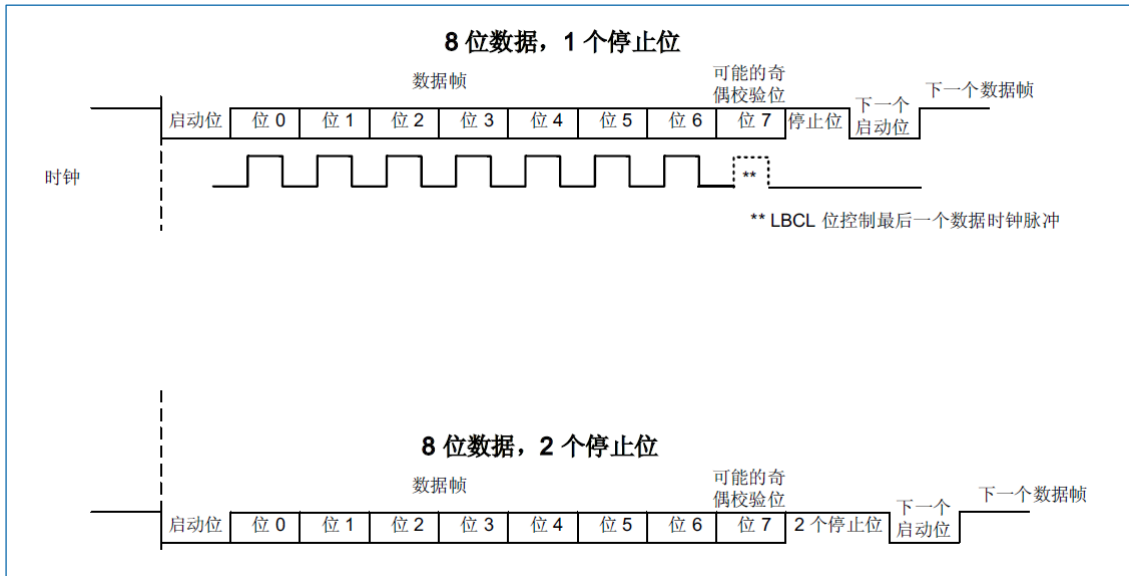 8 位数据，1 个停止位
数据帧
可能的奇
偶校验位
下一个数据帧
启动位 位 0 位 1 位 2 位 3 位 4 位 5 位 6 位 7 停止位
下一个
启动位
时钟
**
** LBCL 位控制最后一个数据时钟脉冲
8 位数据，2 个停止位
数据帧
可能的奇
偶校验位
下一个数据帧
启动位 位 0 位 1 位 2 位 3 位 4 位 5 位 6 位 7 2 个停止位
下一个
启动位